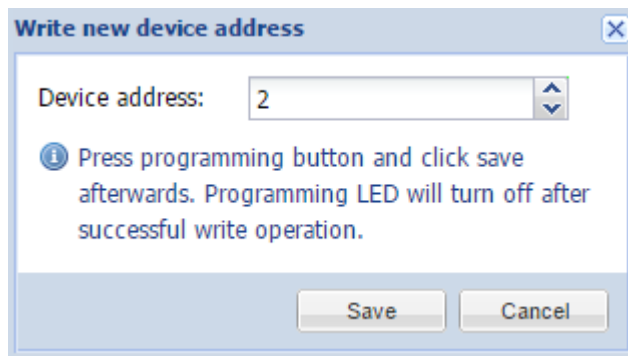 Write new device address
Device address: 2
Press programming button and click save
afterwards. Programming LED will turn off after
successful write operation.
Save Cancel